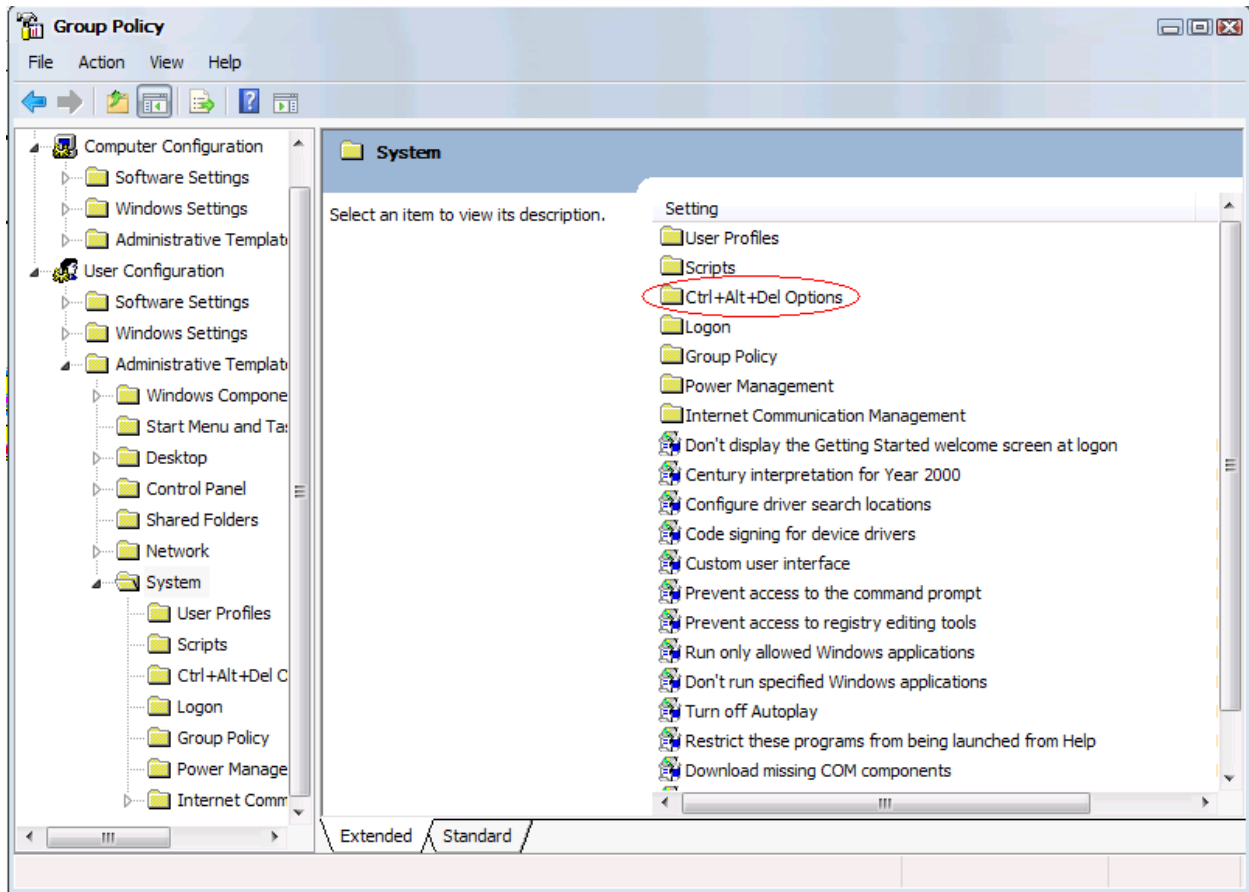 Group Policy
File Action View Help
Computer Configuration
Software Settings
Windows Settings
Administrative Templat
User Configuration
Software Settings
Windows Settings
Administrative Templat
Windows Compone
Start Menu and Ta
Desktop
Control Panel
Shared Folders
Network
System
User Profiles
Scripts
Ctrl+Alt+Del O
Logon
Group Policy
Power Manage
Internet Comm
System
Select an item to view its description.
Setting
User Profiles
Scripts
Ctrl+Alt+Del Options
Logon
Group Policy
Power Management
Internet Communication Management
Don't display the Getting Started welcome screen at logon
Century interpretation for Year 2000
Configure driver search locations
Code signing for device drivers
Custom user interface
Prevent access to the command prompt
Prevent access to registry editing tools
Run only allowed Windows applications
Don't run specified Windows applications
Turn off Autoplay
Restrict these programs from being launched from Help
Download missing COM components
Extended Standard